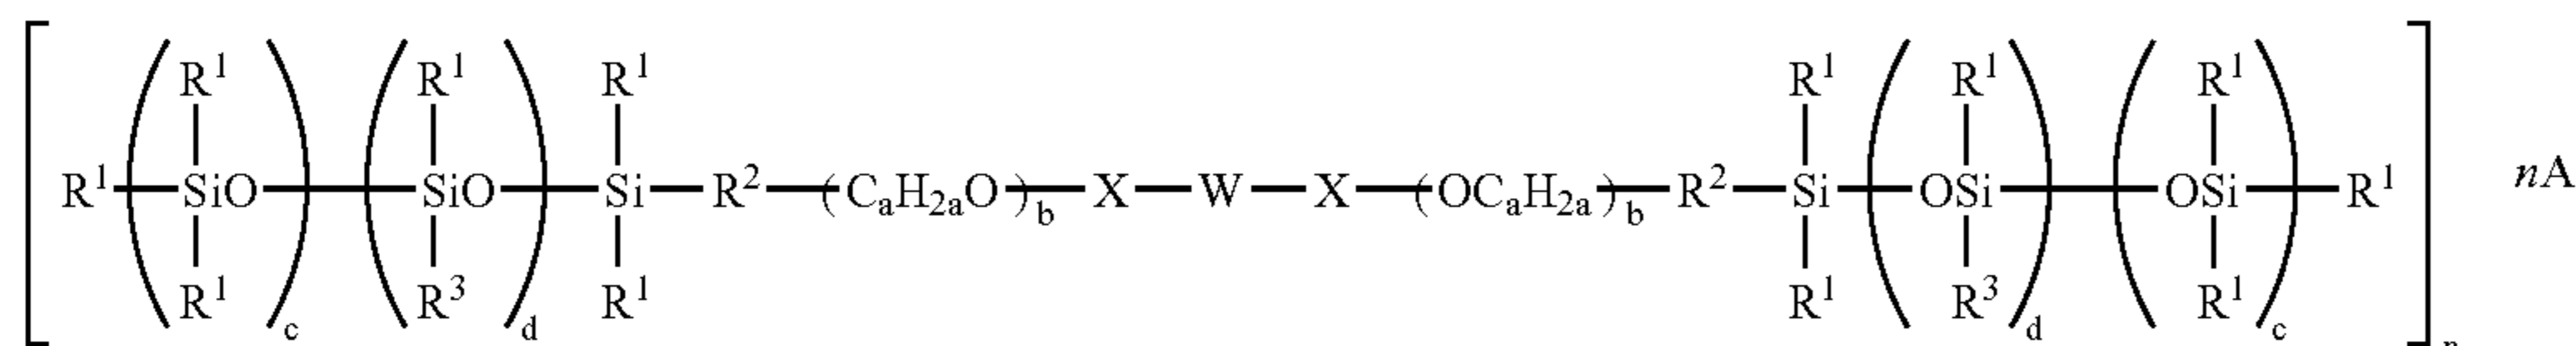 R¹ R¹ R¹ R¹ R¹ R¹
[ R¹—( SiO )—( SiO )—Si—R²—(CₐH₂ₐO)b—X—W—X—(OCₐH₂ₐ)b—R²—Si—( OSi )—( OSi )—R¹ ] nA
R¹ R³ R¹ R¹ R³ R¹
c d d c n